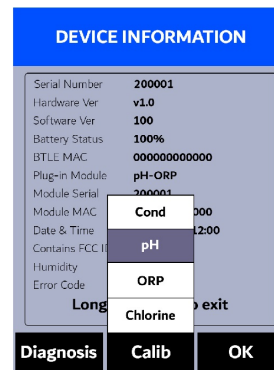 DEVICE INFORMATION
Serial Number 200001
Hardware Ver v1.0
Software Ver 100
Battery Status 100%
BTLE MAC 000000000000
Plug-in Module pH-ORP
Module Serial 200001
Module MAC 000
Date & Time 12:00
Contains FCC
Humidity
Error Code
Long exit
Cond
pH
ORP
Chlorine
Diagnosis Calib OK